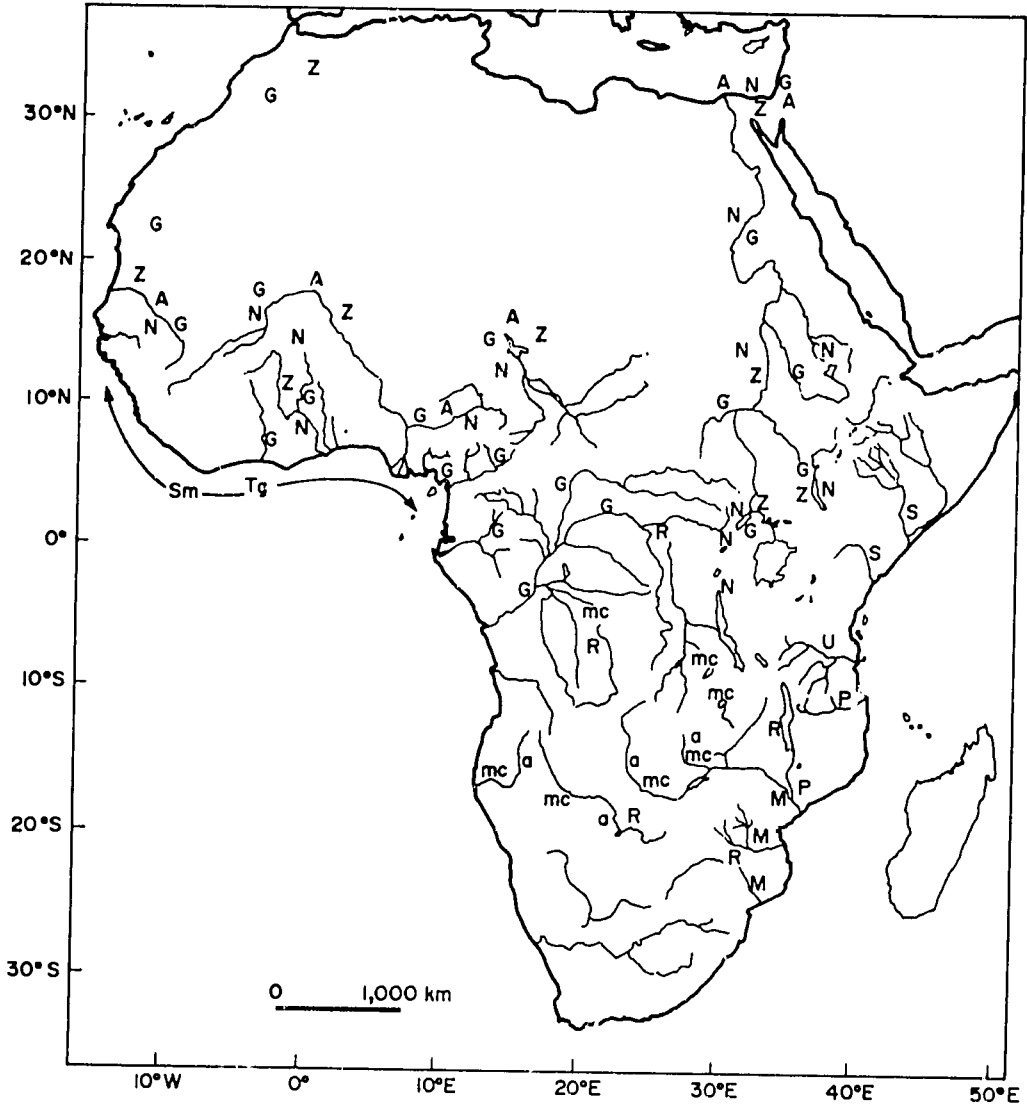 Z
G
A N G
30°N
Z A
G
N
G
20°N
Z
G A
A
N G
N
Z
N
A
G Z
N
N
Z
G
Z
N
10°N
G
G A N
G
N
G
G
G
G
Z N
Sm Tg
G
G
N Z
G
S
R
N
0°
G
S
G
N
mc
R
U
mc
10°S
mc
P
R
a
mc
a
mc
mc a
mc
P
M
a R
20°S
M
R
M
30°S
0 1,000 km
10°W 0° 10°E 20°E 30°E 40°E 50°E